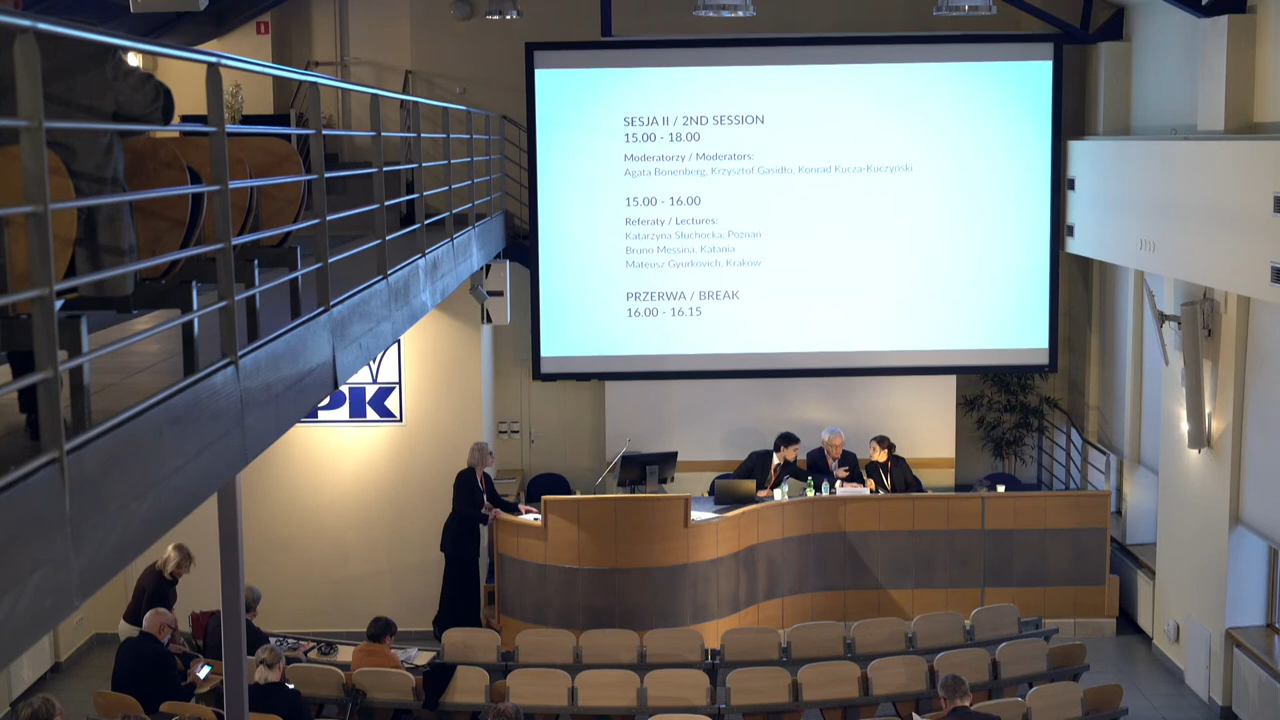 SESJA II / 2ND SESSION
15.00 - 18.00
Moderatorzy / Moderators:
Agata Bonenberg, Krzysztof Gasidło, Konrad Kucza-Kuczyński
15.00 - 16.00
Referaty / Lectures:
Katarzyna Słuchocka, Poznań
Bruno Messina, Katania
Mateusz Gyurkovich, Krakow
PRZERWA / BREAK
16.00 - 16.15
PK